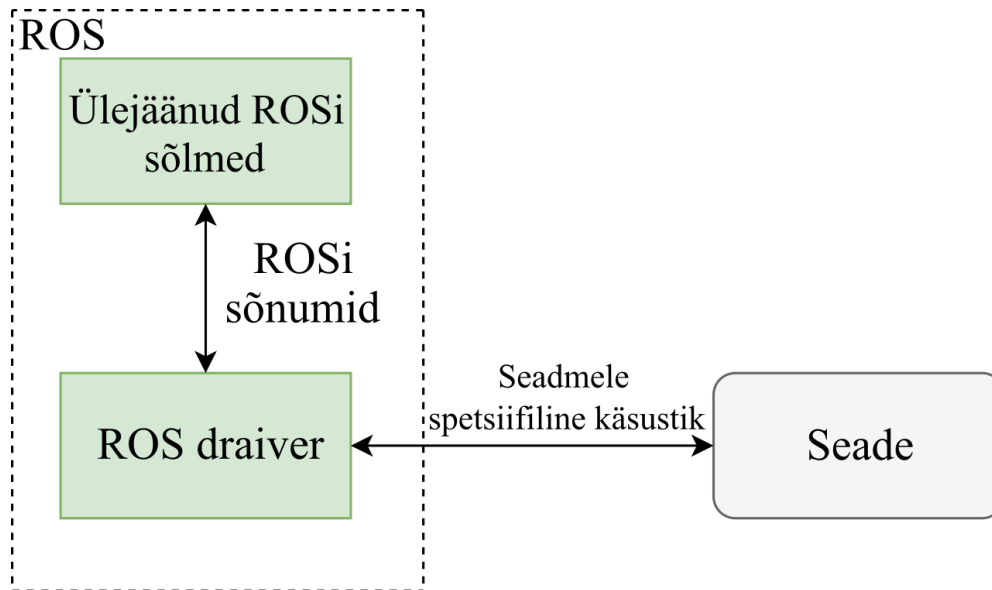 ROS
Ülejäänud ROSi
sõlmed
ROSi
sõnumid
ROS draiver
Seadmele
spetsiifiline käsustik
Seade